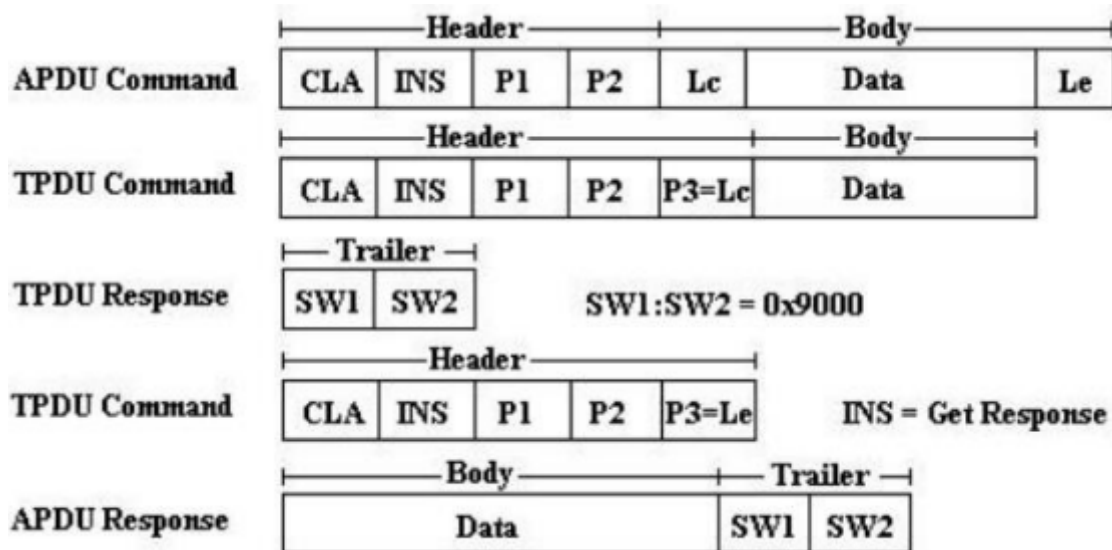 Header Body
APDU Command CLA INS P1 P2 Lc Data Le
Header Body
TPDU Command CLA INS P1 P2 P3=Lc Data
Trailer
TPDU Response SW1 SW2 SW1:SW2 = 0x9000
Header
TPDU Command CLA INS P1 P2 P3=Le INS = Get Response
Body Trailer
APDU Response Data SW1 SW2